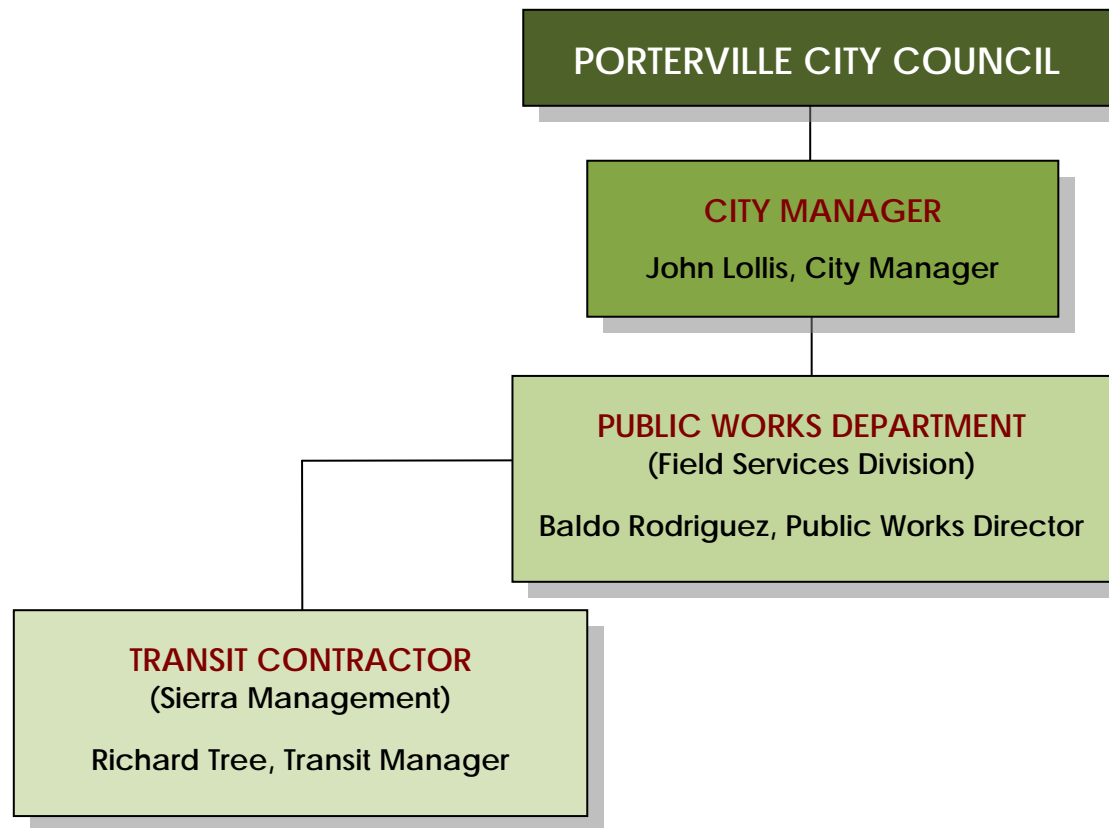 PORTERVILLE CITY COUNCIL
CITY MANAGER
John Lollis, City Manager
PUBLIC WORKS DEPARTMENT
(Field Services Division)
Baldo Rodriguez, Public Works Director
TRANSIT CONTRACTOR
(Sierra Management)
Richard Tree, Transit Manager